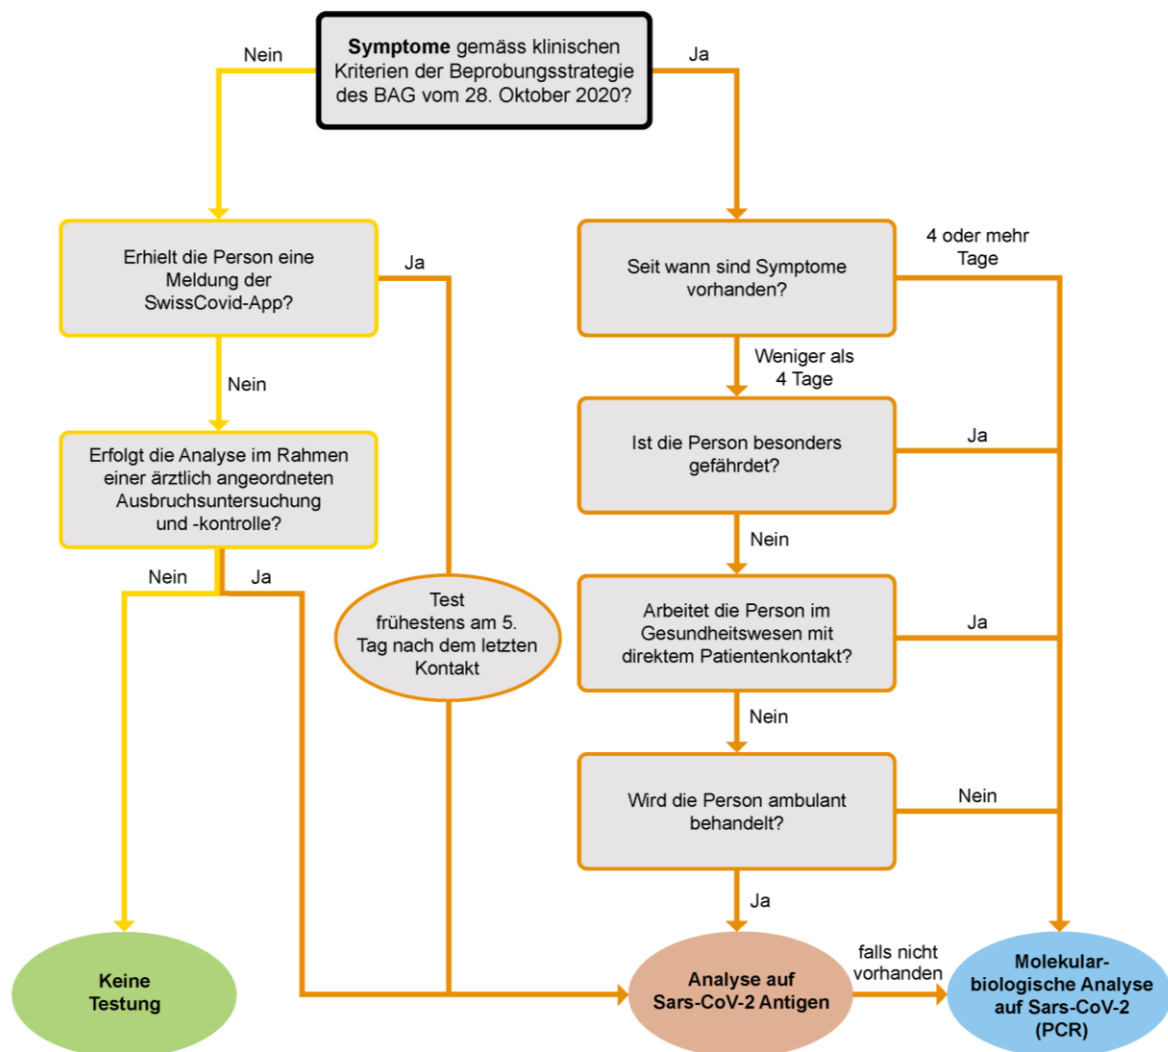 Nein
Symptome gemäss klinischen
Kriterien der Beprobungsstrategie
des BAG vom 28. Oktober 2020?
Ja
Erhielt die Person eine
Meldung der
SwissCovid-App?
Ja
Seit wann sind Symptome
vorhanden?
4 oder mehr
Tage
Nein
Weniger als
4 Tage
Erfolgt die Analyse im Rahmen
einer ärztlich angeordneten
Ausbruchsuntersuchung
und -kontrolle?
Ist die Person besonders
gefährdet?
Ja
Nein
Nein
Ja
Test
frühestens am 5.
Tag nach dem letzten
Kontakt
Arbeitet die Person im
Gesundheitswesen mit
direktem Patientenkontakt?
Ja
Nein
Wird die Person ambulant
behandelt?
Nein
Ja
Keine
Testung
Analyse auf
Sars-CoV-2 Antigen
falls nicht
vorhanden
Molekular-
biologische Analyse
auf Sars-CoV-2
(PCR)